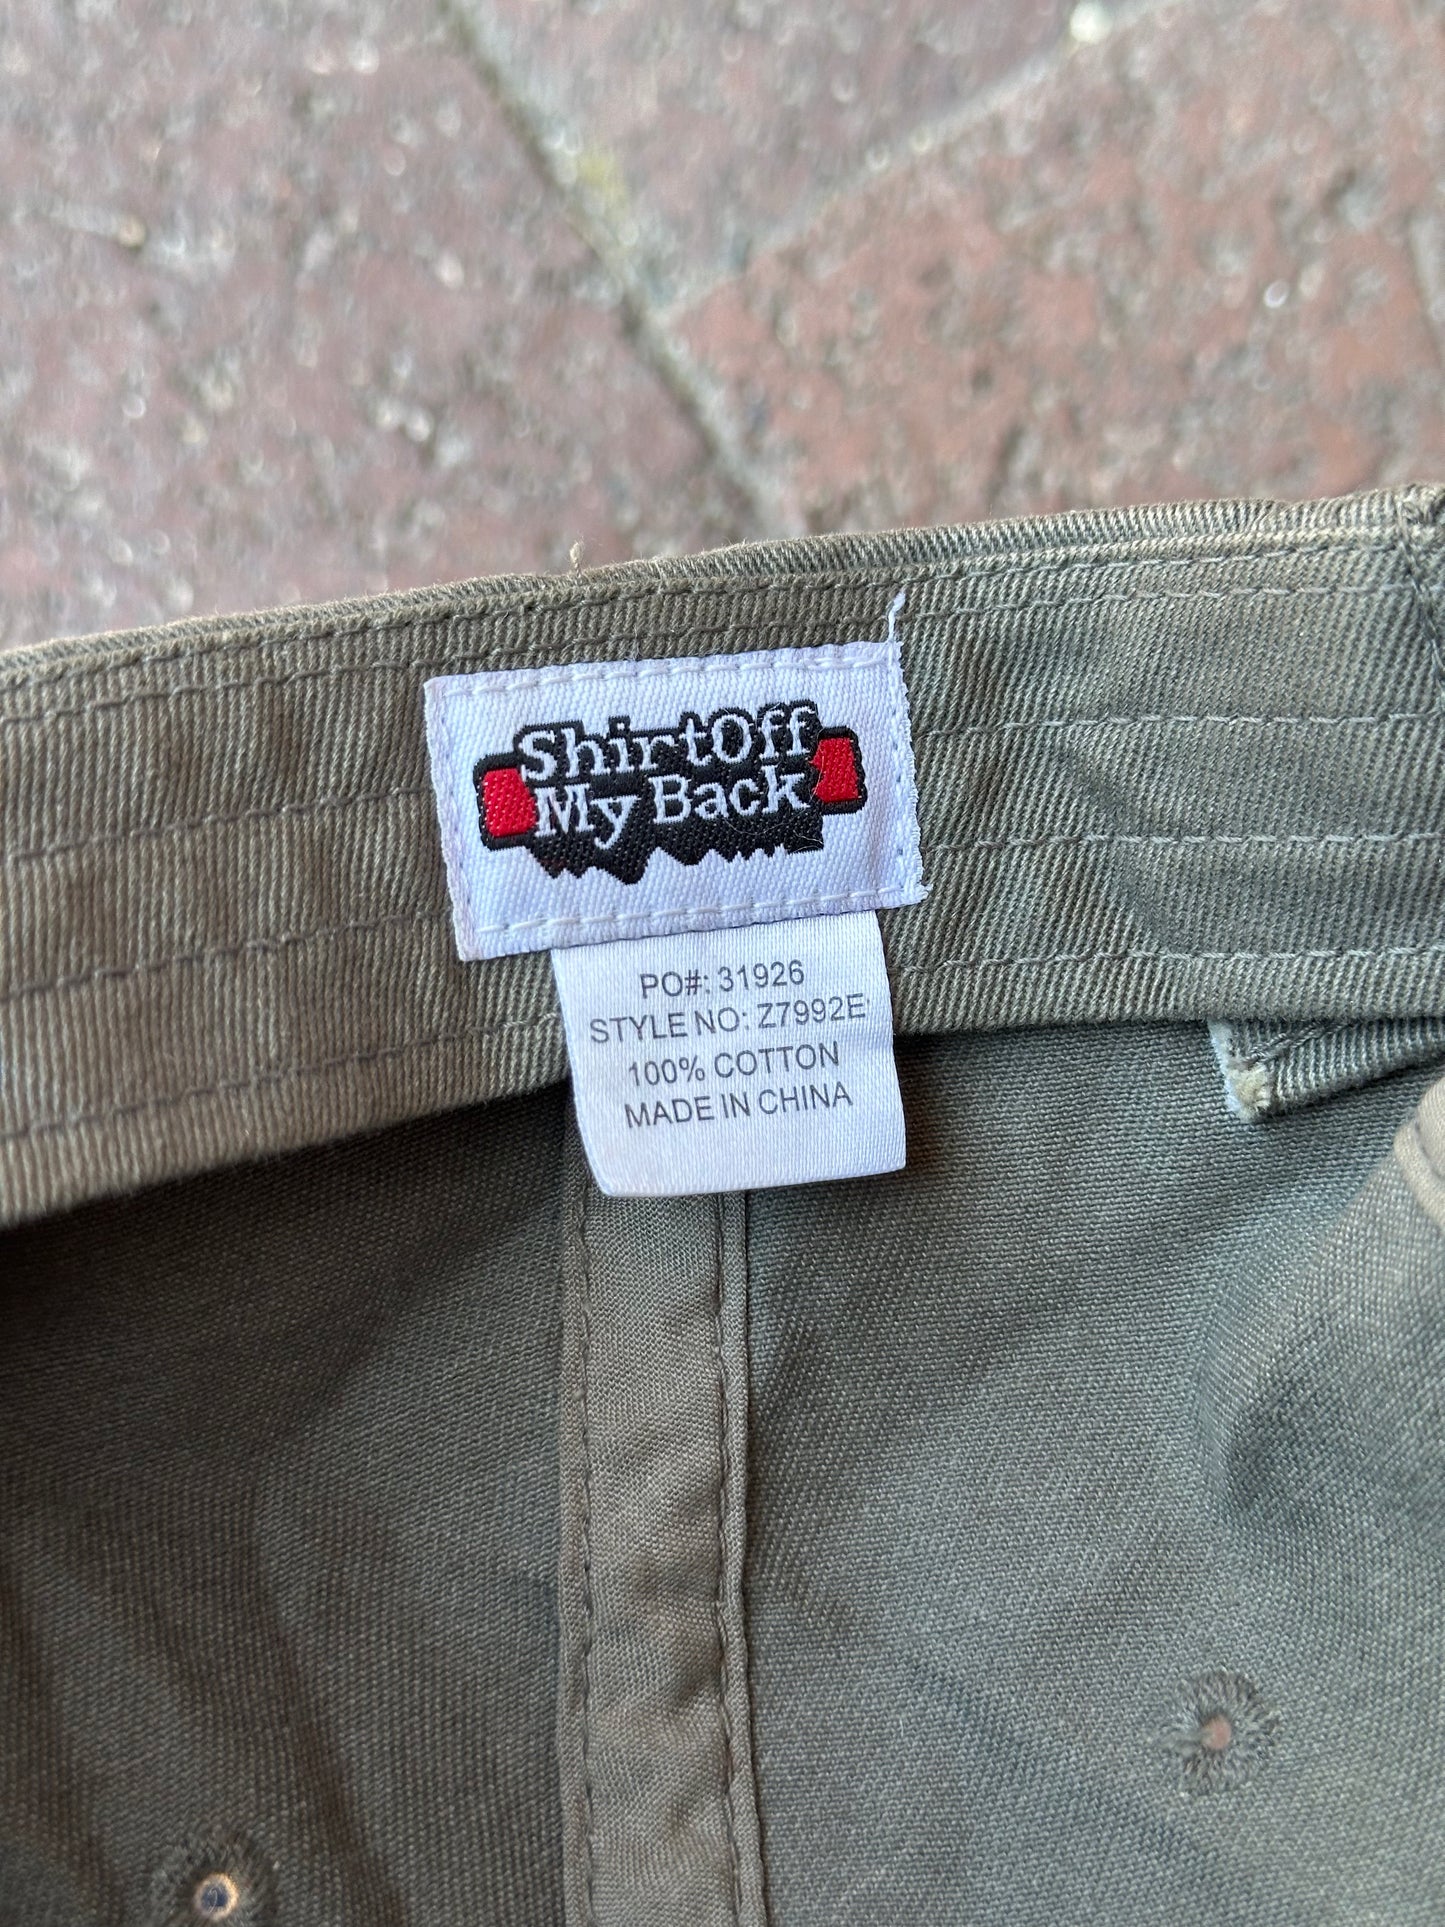 ShirtOff
My Back
PO#: 31926
STYLE NO: Z7992E
100% COTTON
MADE IN CHINA